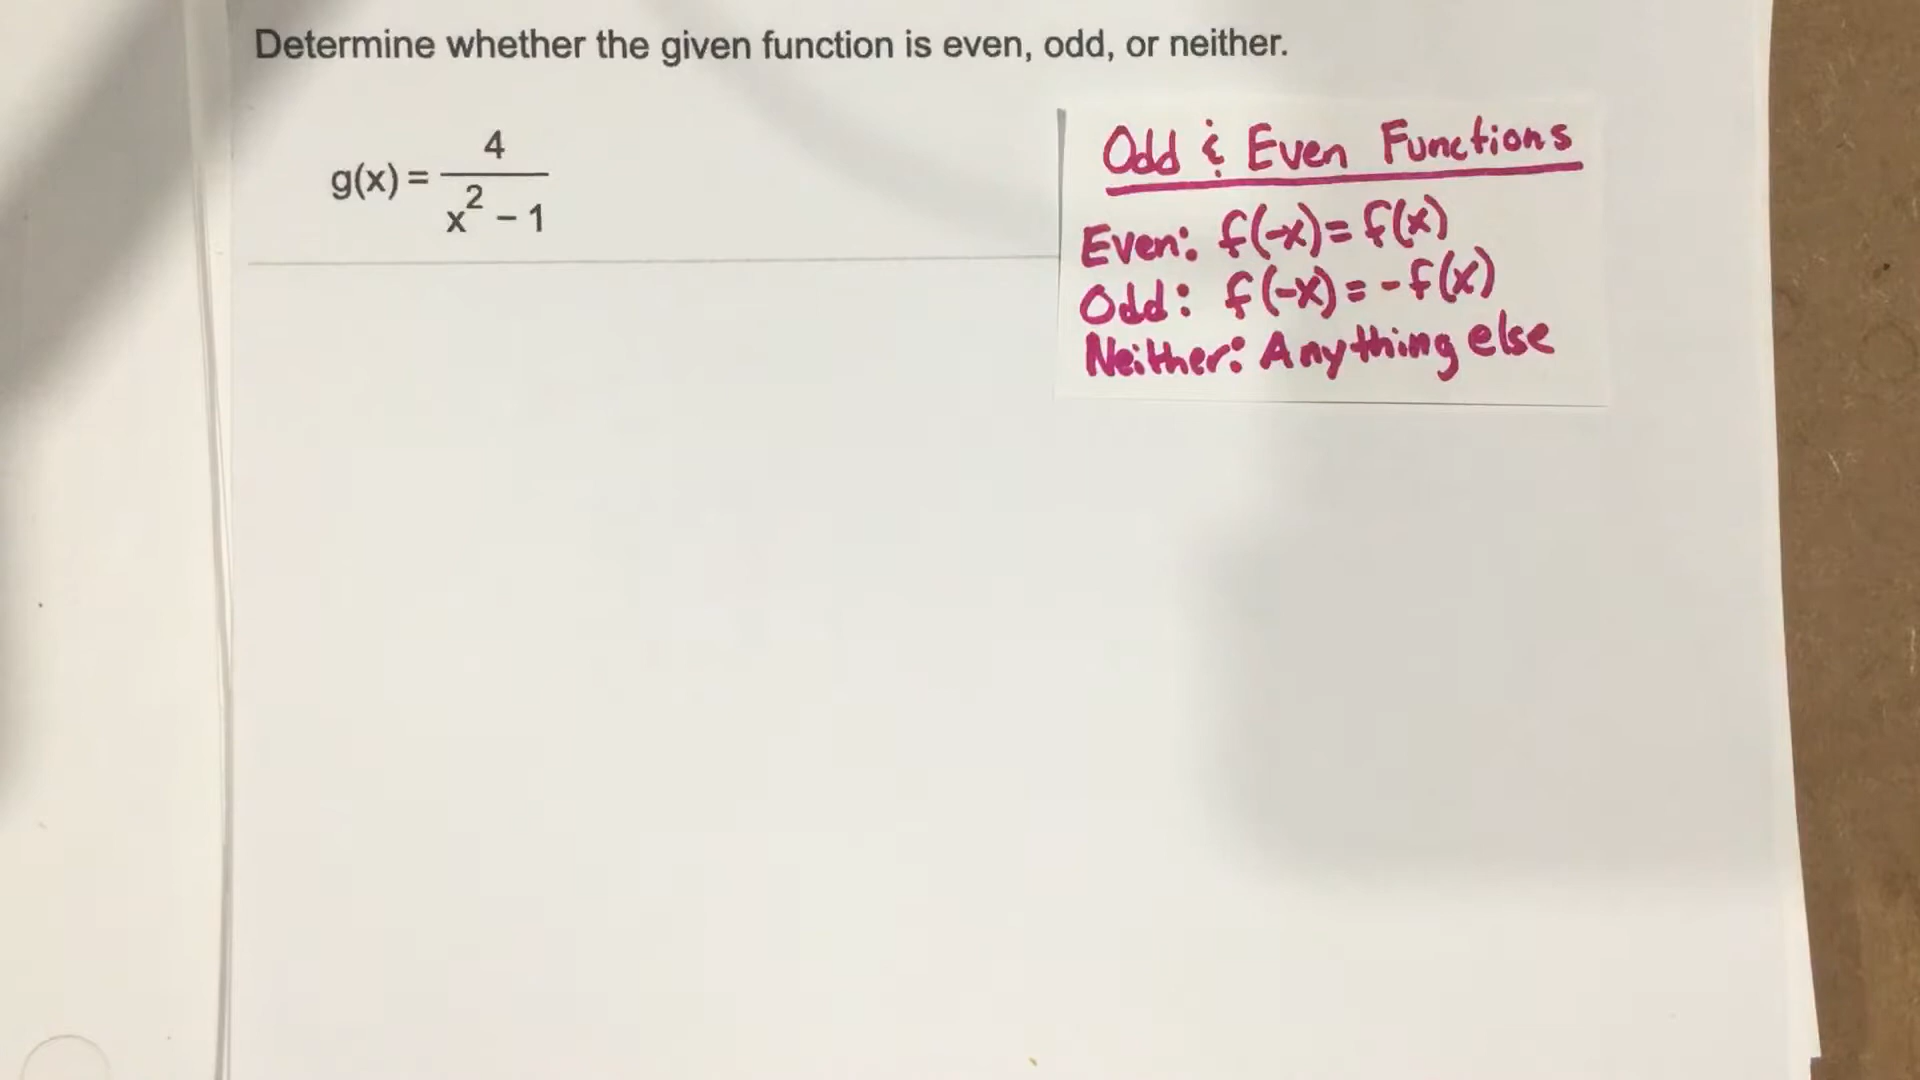 Determine whether the given function is even, odd, or neither.
g(x) = 4 / (x² − 1)
Odd & Even Functions
Even: f(-x) = f(x)
Odd: f(-x) = -f(x)
Neither: Anything else